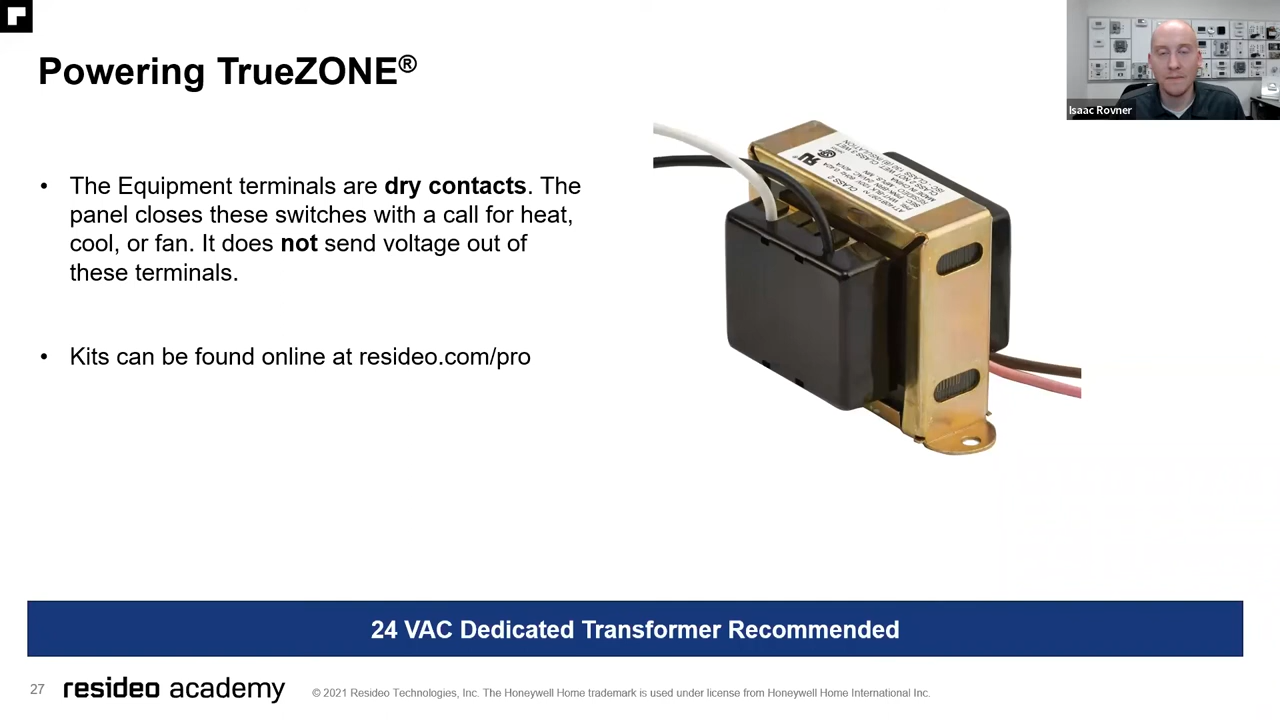 Powering TrueZONE®
Isaac Rovner
• The Equipment terminals are dry contacts. The
panel closes these switches with a call for heat,
cool, or fan. It does not send voltage out of
these terminals.
• Kits can be found online at resideo.com/pro
CLASS 2
24 VAC Dedicated Transformer Recommended
27
resideo academy
© 2021 Resideo Technologies, Inc. The Honeywell Home trademark is used under license from Honeywell Home International Inc.